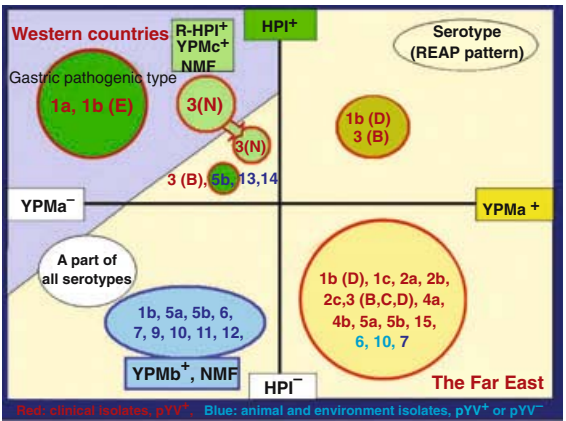 Western countries
R-HPI+
YPMc+
NMF
HPI+
Serotype
(REAP pattern)
Gastric pathogenic type
1a, 1b (E)
3(N)
3(N)
1b (D)
3 (B)
3 (B), 5b, 13,14
YPMa−
YPMa +
A part of
all serotypes
1b, 5a, 5b, 6,
7, 9, 10, 11, 12,
YPMb+, NMF
1b (D), 1c, 2a, 2b,
2c,3 (B,C,D), 4a,
4b, 5a, 5b, 15,
6, 10, 7
HPI−
The Far East
Red: clinical isolates, pYV+, Blue: animal and environment isolates, pYV+ or pYV−